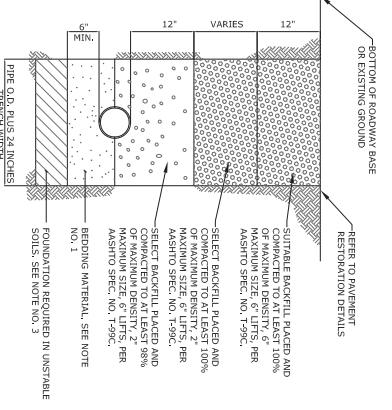 BOTTOM OF ROADWAY BASE
OR EXISTING GROUND
REFER TO PAVEMENT
RESTORATION DETAILS
12"
VARIES
12"
6"
MIN.
SUITABLE BACKFILL PLACED AND
COMPACTED TO AT LEAST 100%
OF MAXIMUM DENSITY, 6"
MAXIMUM SIZE, 6" LIFTS, PER
AASHTO SPEC. NO. T-99C.
SELECT BACKFILL PLACED AND
COMPACTED TO AT LEAST 100%
OF MAXIMUM DENSITY, 2"
MAXIMUM SIZE, 6" LIFTS, PER
AASHTO SPEC. NO. T-99C.
SELECT BACKFILL PLACED AND
COMPACTED TO AT LEAST 98%
OF MAXIMUM DENSITY, 2"
MAXIMUM SIZE, 6" LIFTS, PER
AASHTO SPEC. NO. T-99C.
BEDDING MATERIAL, SEE NOTE
NO. 1
FOUNDATION REQUIRED IN UNSTABLE
SOILS. SEE NOTE NO. 3
PIPE O.D. PLUS 24 INCHES
TRENCH WIDTH